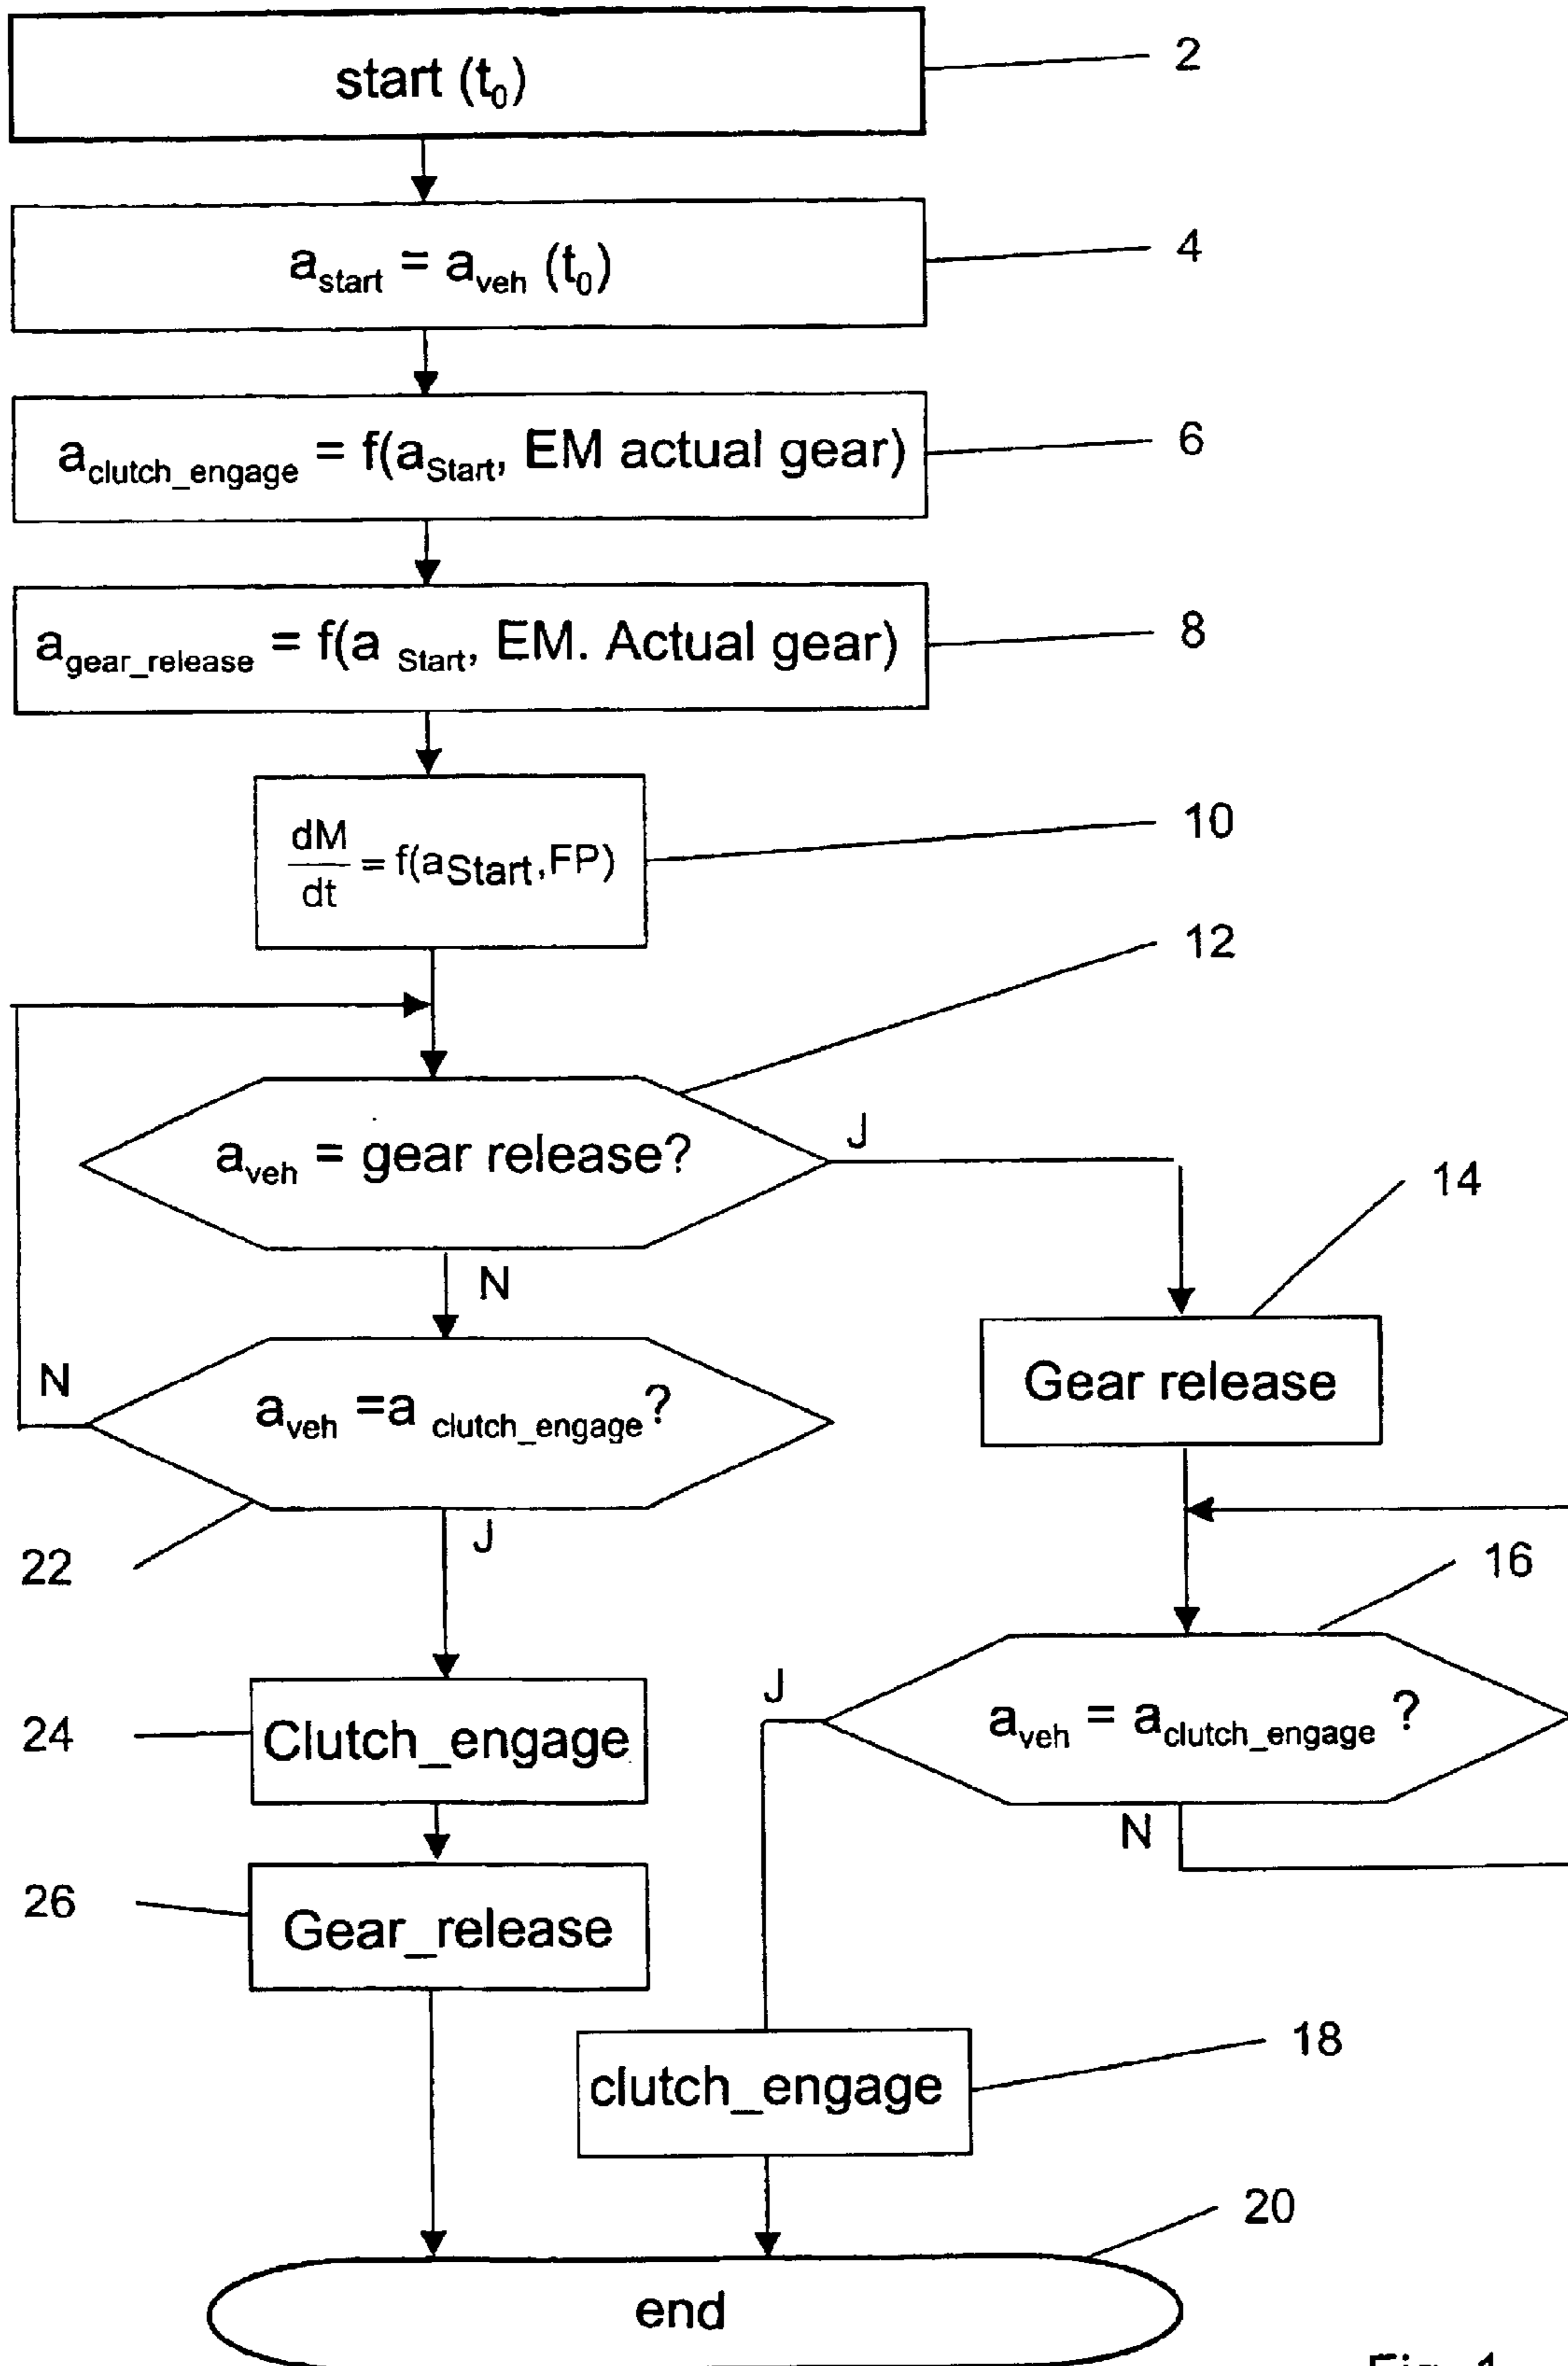 start (t0)
2
astart = aveh (t0)
4
aclutch_engage = f(aStart, EM actual gear)
6
agear_release = f(a Start, EM. Actual gear)
8
dM
dt
= f(aStart,FP)
10
12
aveh = gear release?
J
14
N
Gear release
N
aveh =a clutch_engage?
J
22
16
J
aveh = aclutch_engage ?
24
Clutch_engage
N
26
Gear_release
18
clutch_engage
20
end
Fig. 1